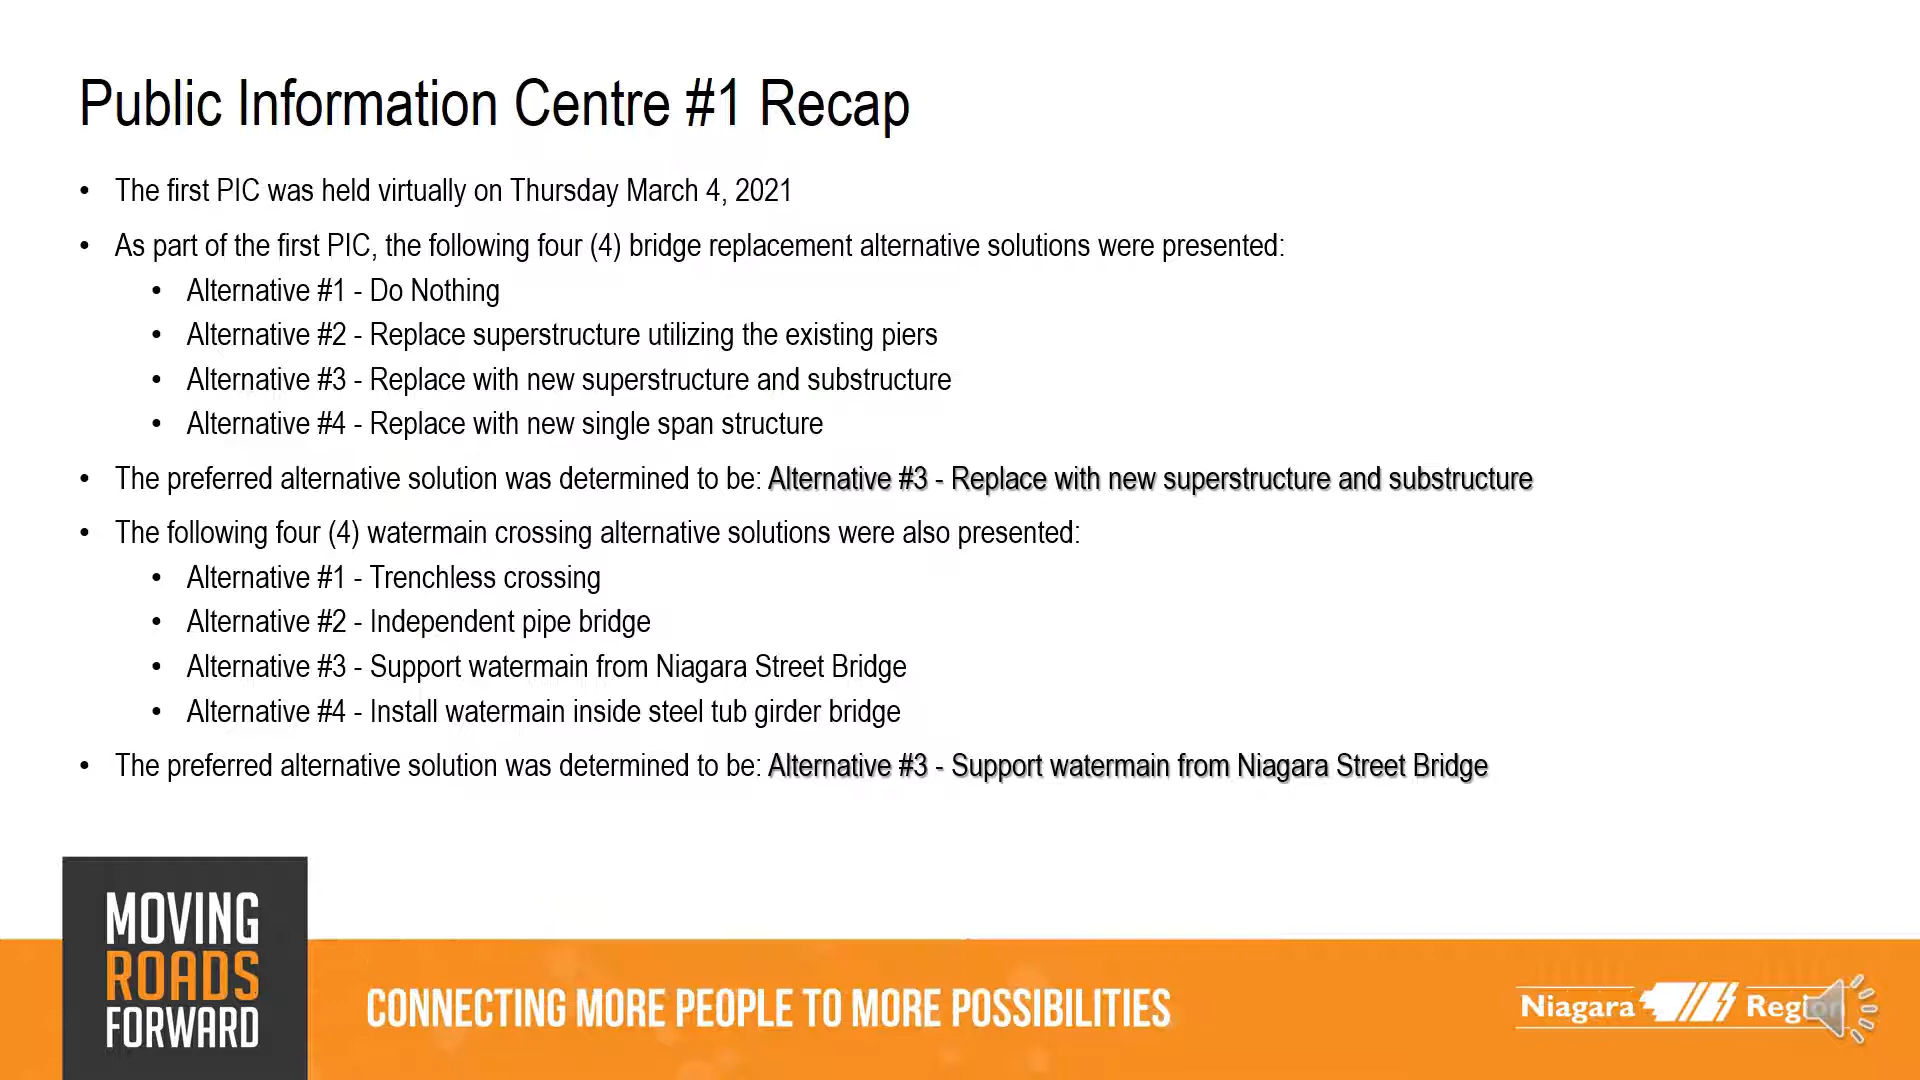 Public Information Centre #1 Recap
• The first PIC was held virtually on Thursday March 4, 2021
• As part of the first PIC, the following four (4) bridge replacement alternative solutions were presented:
• Alternative #1 - Do Nothing
• Alternative #2 - Replace superstructure utilizing the existing piers
• Alternative #3 - Replace with new superstructure and substructure
• Alternative #4 - Replace with new single span structure
• The preferred alternative solution was determined to be: Alternative #3 - Replace with new superstructure and substructure
• The following four (4) watermain crossing alternative solutions were also presented:
• Alternative #1 - Trenchless crossing
• Alternative #2 - Independent pipe bridge
• Alternative #3 - Support watermain from Niagara Street Bridge
• Alternative #4 - Install watermain inside steel tub girder bridge
• The preferred alternative solution was determined to be: Alternative #3 - Support watermain from Niagara Street Bridge
MOVING
ROADS
FORWARD
CONNECTING MORE PEOPLE TO MORE POSSIBILITIES
Niagara Region